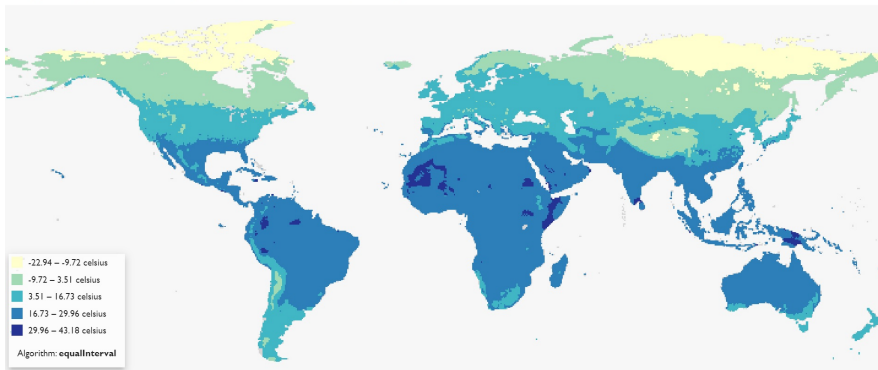 -22.94 – -9.72 celsius
-9.72 – 3.51 celsius
3.51 – 16.73 celsius
16.73 – 29.96 celsius
29.96 – 43.18 celsius
Algorithm: equalInterval